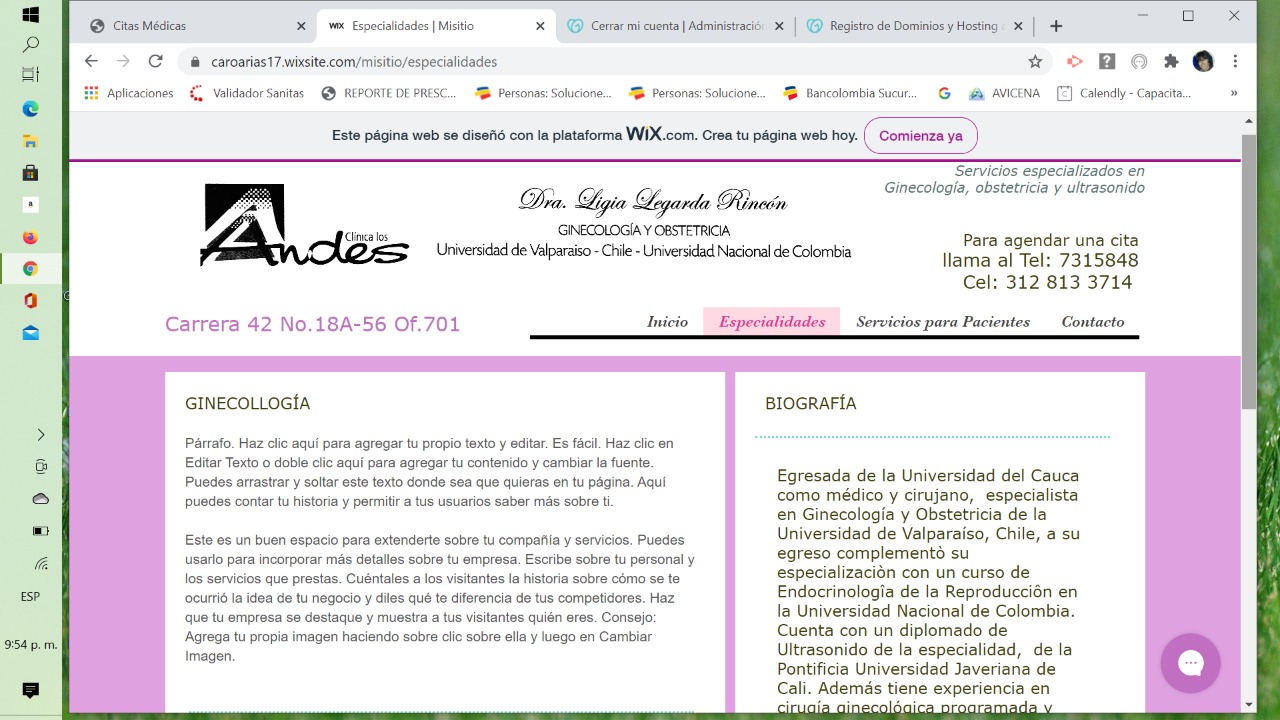 Citas Médicas
Especialidades | Misitio
Cerrar mi cuenta | Administración
Registro de Dominios y Hosting
caroarias17.wixsite.com/misitio/especialidades
Aplicaciones
Validador Sanitas
REPORTE DE PRESC...
Personas: Solucione...
Personas: Solucione...
Bancolombia Sucur...
AVICENA
Calendly - Capacita...
»
Este página web se diseñó con la plataforma WiX.com. Crea tu página web hoy.
Comienza ya
Servicios especializados en
Ginecología, obstetricia y ultrasonido
Clínica los
Andes
Dra. Ligia Legarda Rincón
GINECOLOGÍA Y OBSTETRICIA
Universidad de Valparaiso - Chile - Universidad Nacional de Colombia
Para agendar una cita
llama al Tel: 7315848
Cel: 312 813 3714
Carrera 42 No.18A-56 Of.701
Inicio
Especialidades
Servicios para Pacientes
Contacto
GINECOLLOGÍA
Párrafo. Haz clic aquí para agregar tu propio texto y editar. Es fácil. Haz clic en
Editar Texto o doble clic aquí para agregar tu contenido y cambiar la fuente.
Puedes arrastrar y soltar este texto donde sea que quieras en tu página. Aquí
puedes contar tu historia y permitir a tus usuarios saber más sobre ti.
Este es un buen espacio para extenderte sobre tu compañía y servicios. Puedes
usarlo para incorporar más detalles sobre tu empresa. Escribe sobre tu personal y
los servicios que prestas. Cuéntales a los visitantes la historia sobre cómo se te
ocurrió la idea de tu negocio y diles qué te diferencia de tus competidores. Haz
que tu empresa se destaque y muestra a tus visitantes quién eres. Consejo:
Agrega tu propia imagen haciendo sobre clic sobre ella y luego en Cambiar
Imagen.
BIOGRAFÍA
Egresada de la Universidad del Cauca
como médico y cirujano, especialista
en Ginecología y Obstetricia de la
Universidad de Valparaíso, Chile, a su
egreso complementò su
especializaciòn con un curso de
Endocrinologîa de la Reproducciôn en
la Universidad Nacional de Colombia.
Cuenta con un diplomado de
Ultrasonido de la especialidad, de la
Pontificia Universidad Javeriana de
Cali. Además tiene experiencia en
cirugía ginecológica programada y
ESP
9:54 p. m.